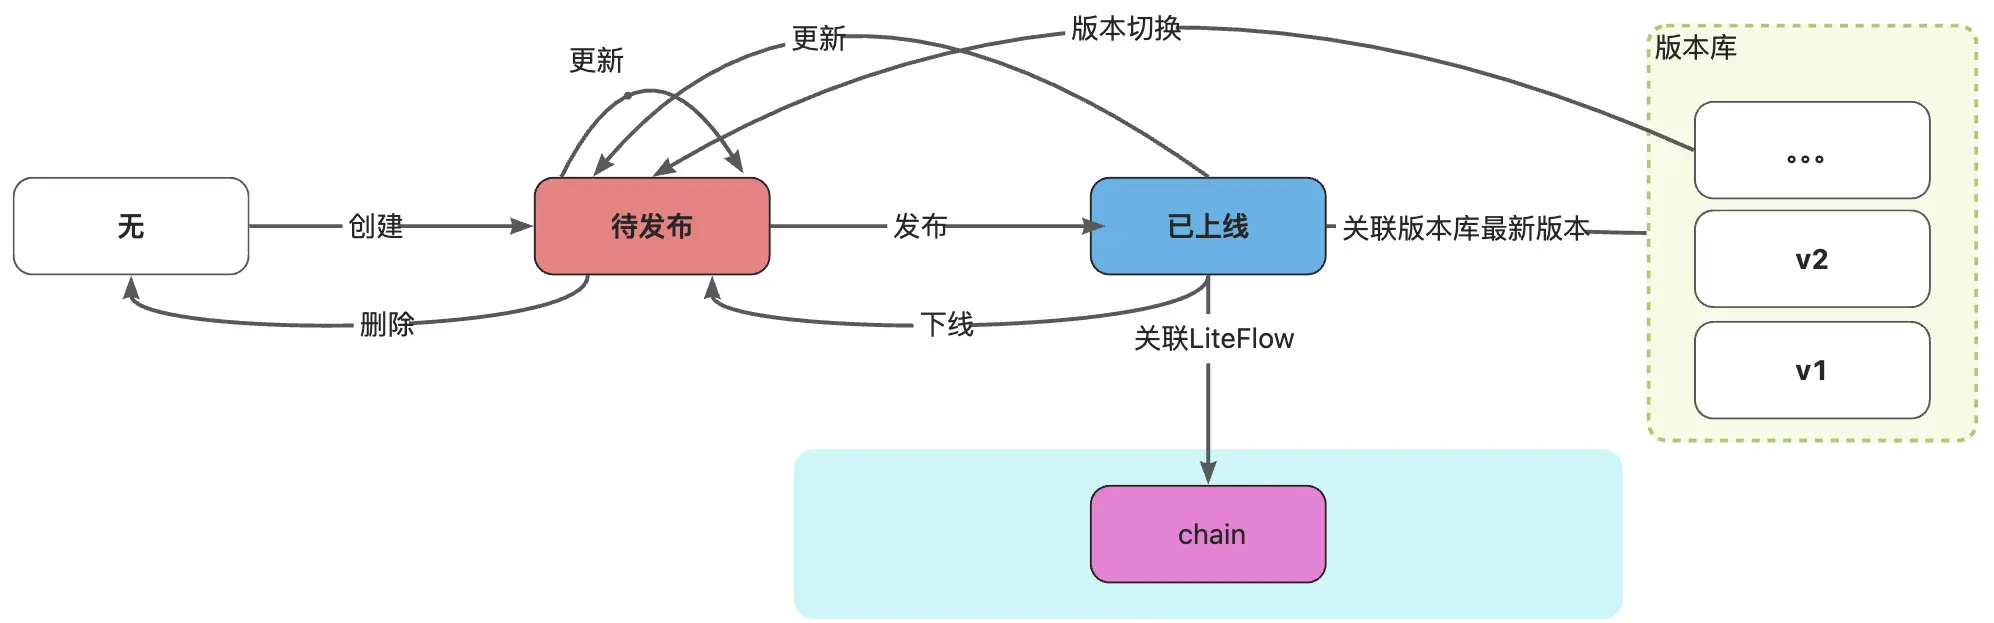 版本切换
更新
更新
版本库
。。。
无
创建
待发布
发布
已上线
关联版本库最新版本
v2
删除
下线
关联LiteFlow
v1
chain